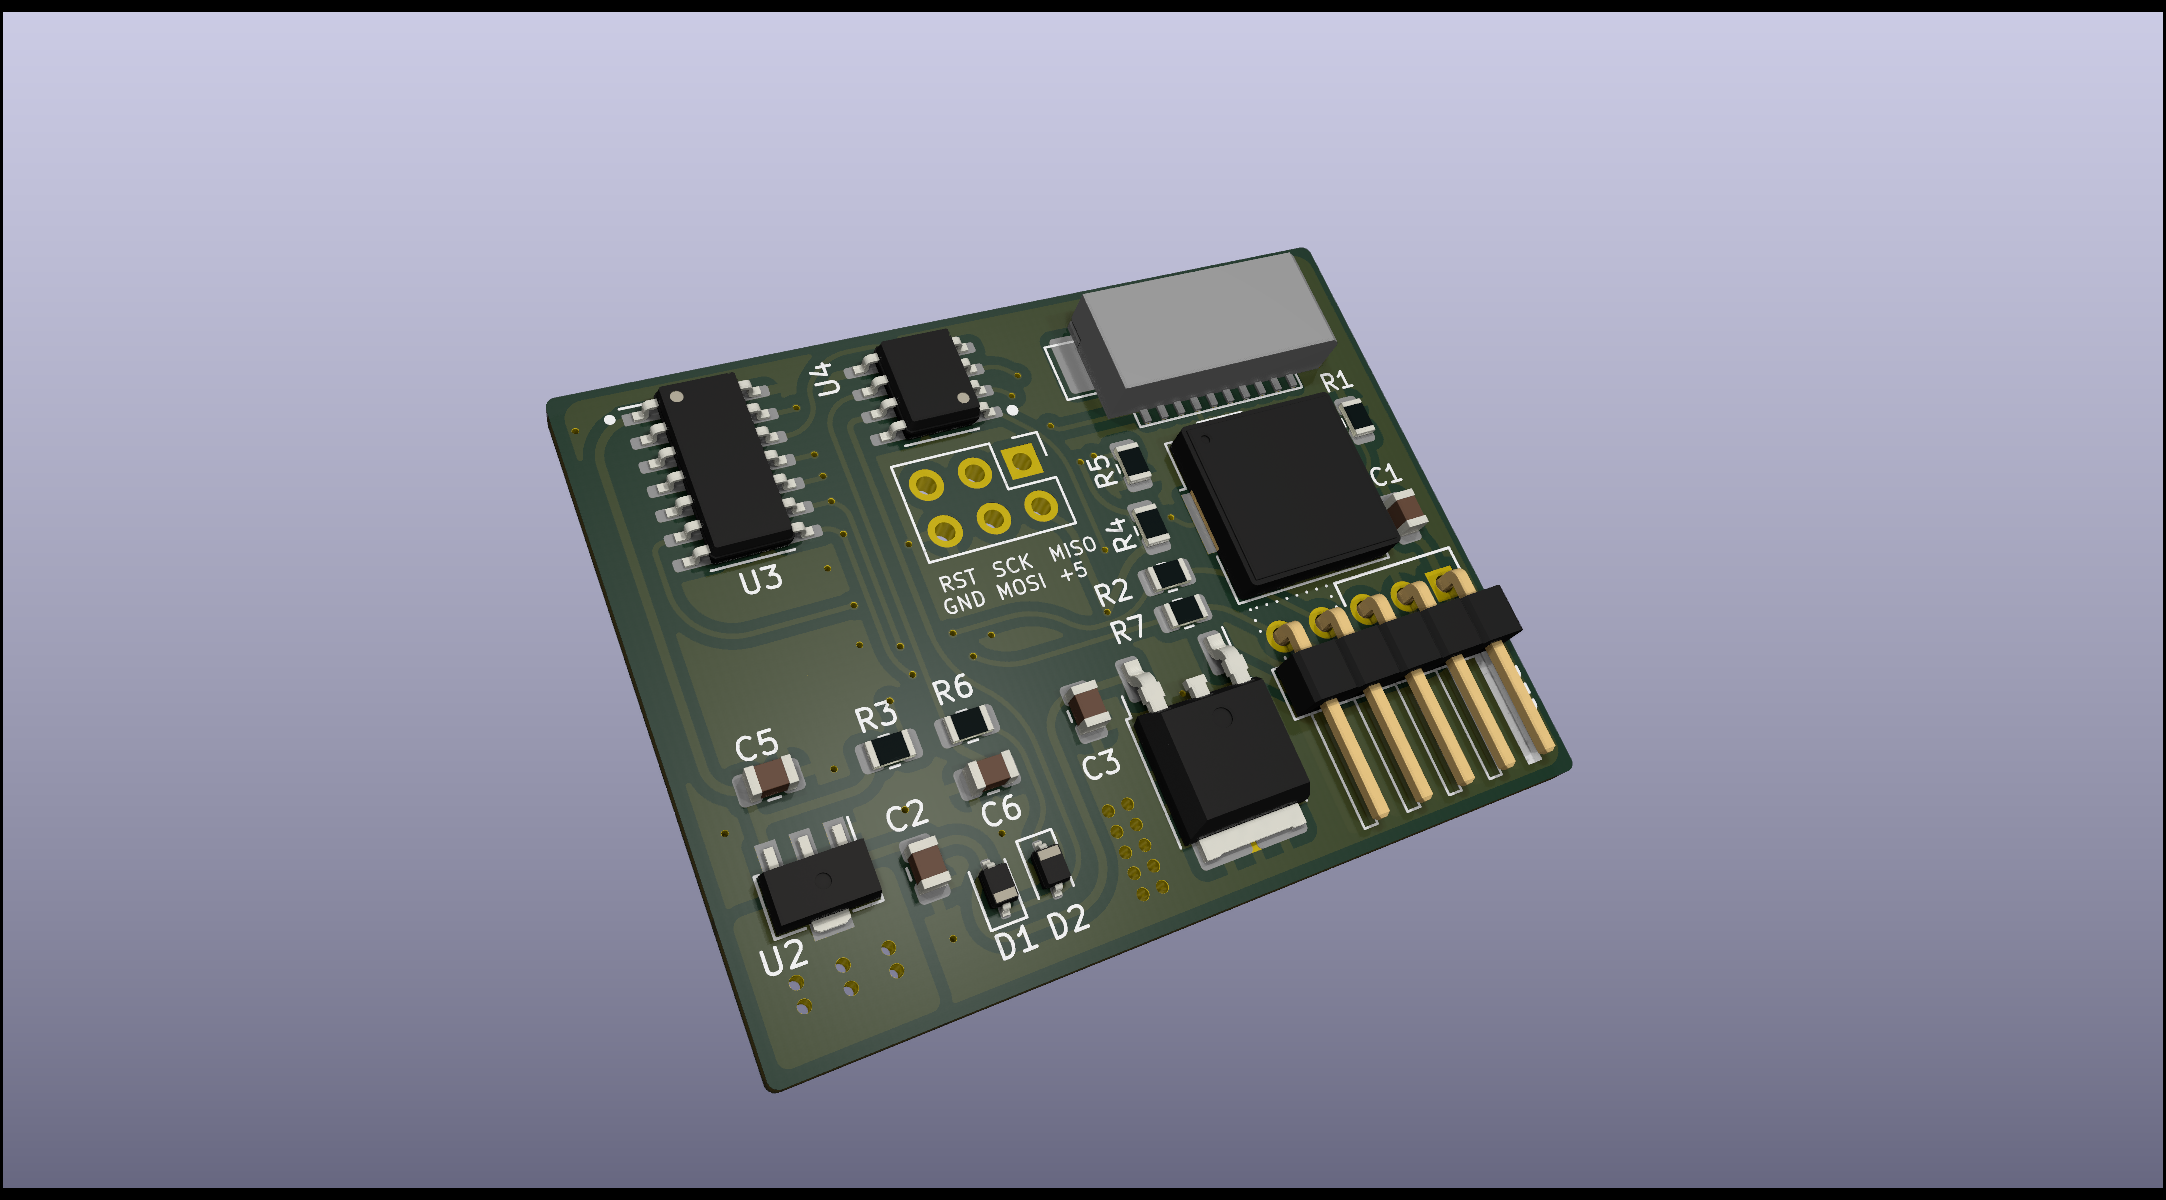 U4
R1
R5
C1
R4
RST SCK MISO
GND MOSI +5
U3
R2
R7
R6
R3
C5
C3
C6
C2
D1 D2
U2